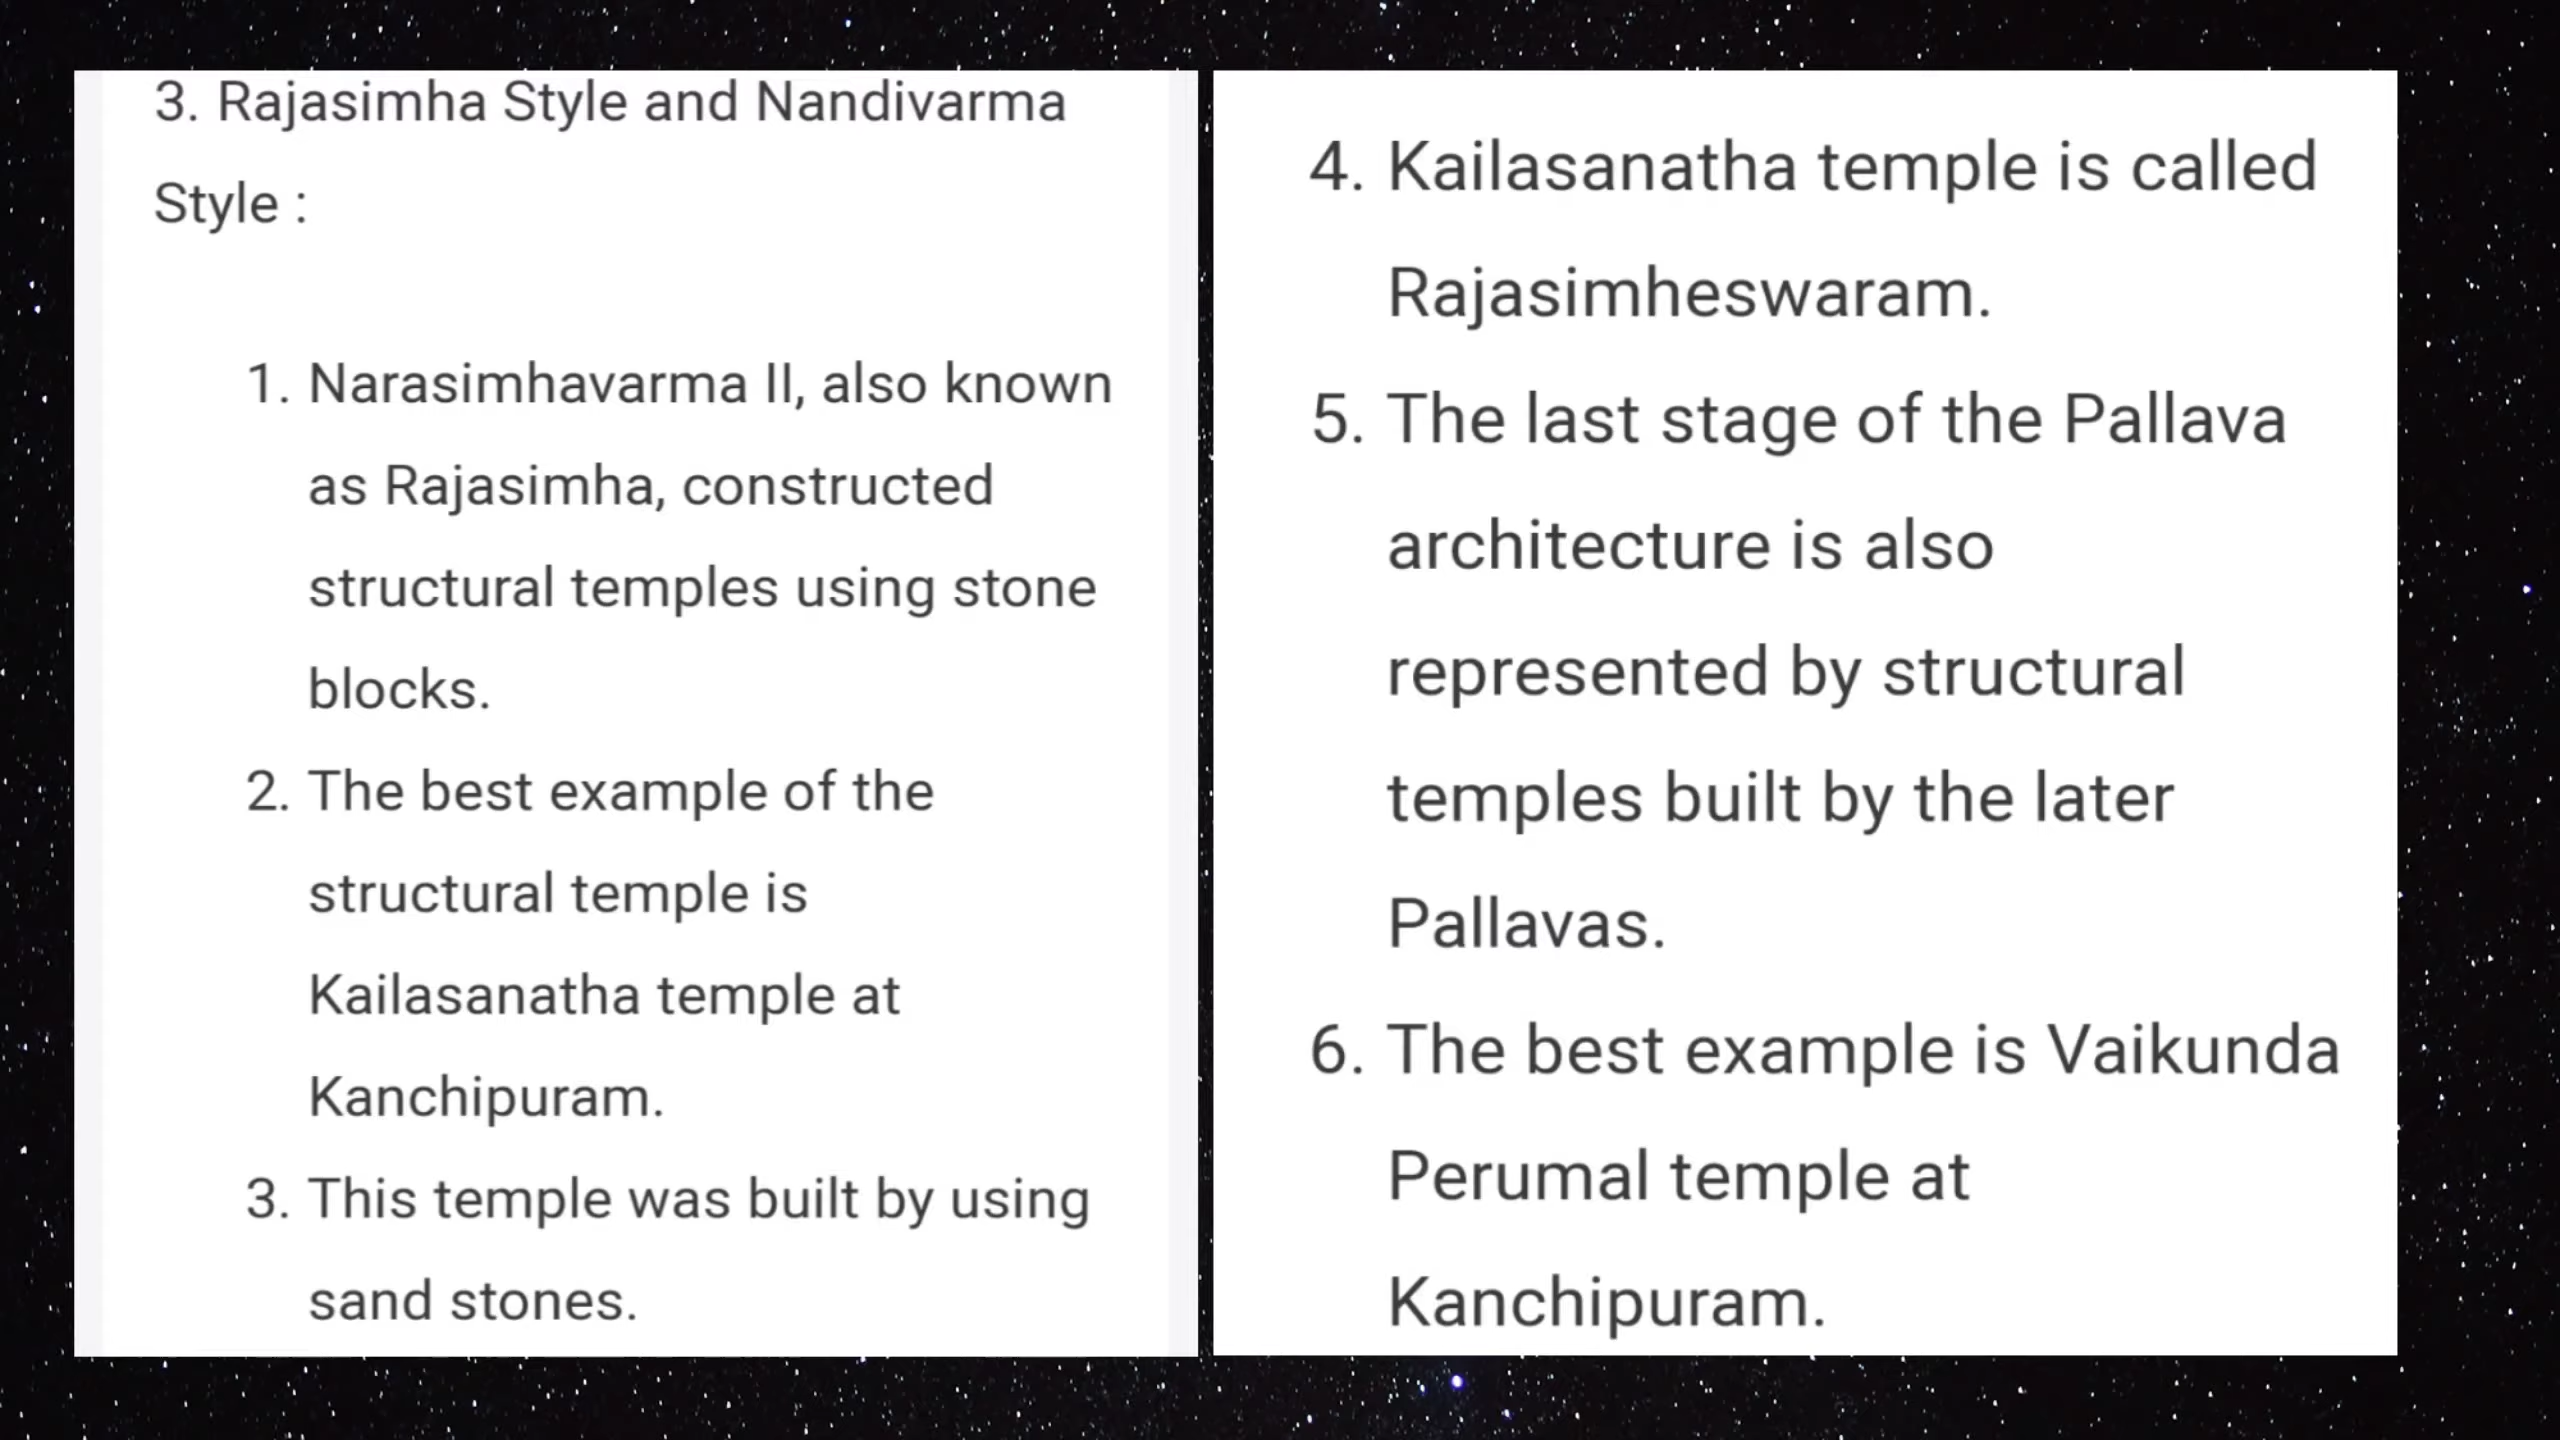 3. Rajasimha Style and Nandivarma
Style :
1. Narasimhavarma II, also known
as Rajasimha, constructed
structural temples using stone
blocks.
2. The best example of the
structural temple is
Kailasanatha temple at
Kanchipuram.
3. This temple was built by using
sand stones.
4. Kailasanatha temple is called
Rajasimheswaram.
5. The last stage of the Pallava
architecture is also
represented by structural
temples built by the later
Pallavas.
6. The best example is Vaikunda
Perumal temple at
Kanchipuram.